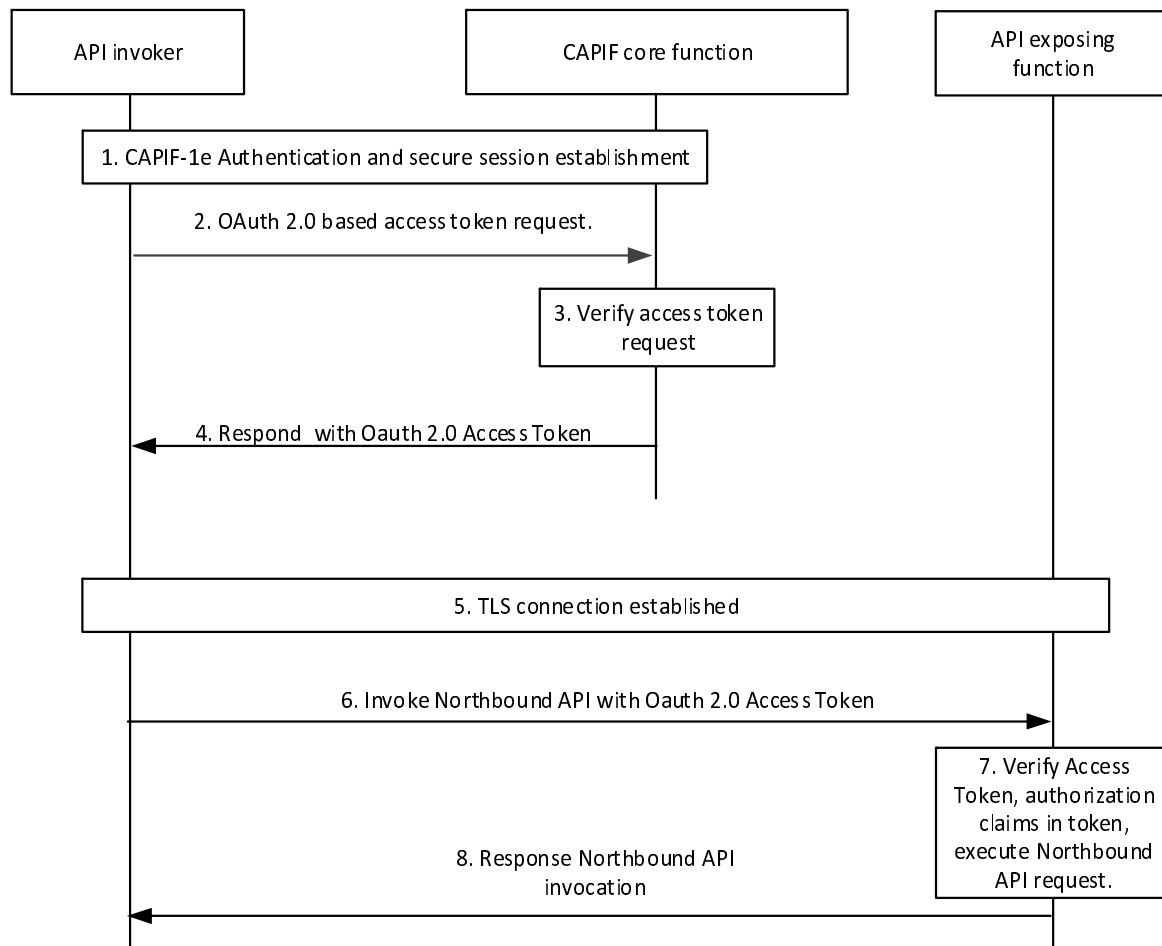 API invoker
CAPIF core function
API exposing
function
1. CAPIF-1e Authentication and secure session establishment
2. OAuth 2.0 based access token request.
3. Verify access token
request
4. Respond  with Oauth 2.0 Access Token
5. TLS connection established
6. Invoke Northbound API with Oauth 2.0 Access Token
7. Verify Access
Token, authorization
claims in token,
execute Northbound
API request.
8. Response Northbound API
invocation